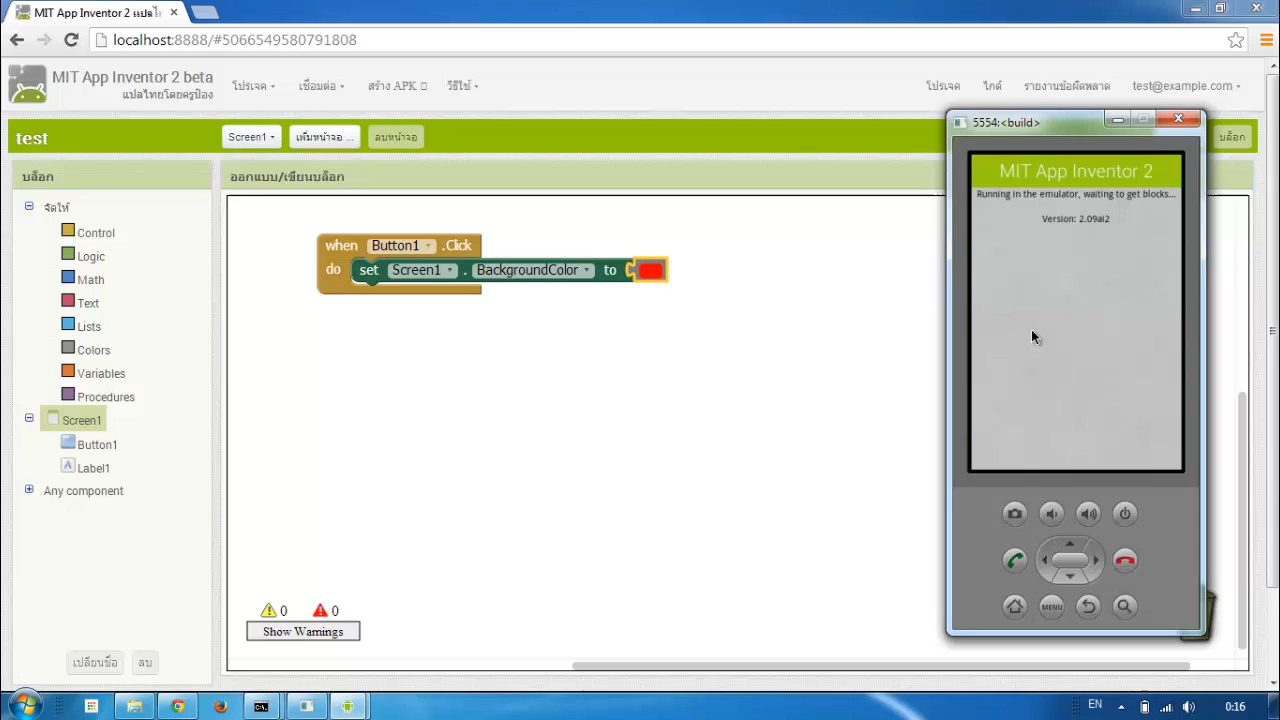 MIT App Inventor 2 แปลไ
localhost:8888/#5066549580791808
MIT App Inventor 2 beta
แปลไทยโดยครูป้อง
โปรเจค
เชื่อมต่อ
สร้าง APK
วิธีใช้
โปรเจค
ไกด์
รายงานข้อผิดพลาด
test@example.com
test
Screen1
เพิ่มหน้าจอ ...
ลบหน้าจอ
บล็อก
บล็อก
ออกแบบ/เขียนบล็อก
จัดให้
Control
Logic
Math
Text
Lists
Colors
Variables
Procedures
Screen1
Button1
Label1
Any component
เปลี่ยนชื่อ
ลบ
when Button1 .Click
do set Screen1 . BackgroundColor to
0 0
Show Warnings
5554:<build>
MIT App Inventor 2
Running in the emulator, waiting to get blocks...
Version: 2.09ai2
MENU
EN
0:16